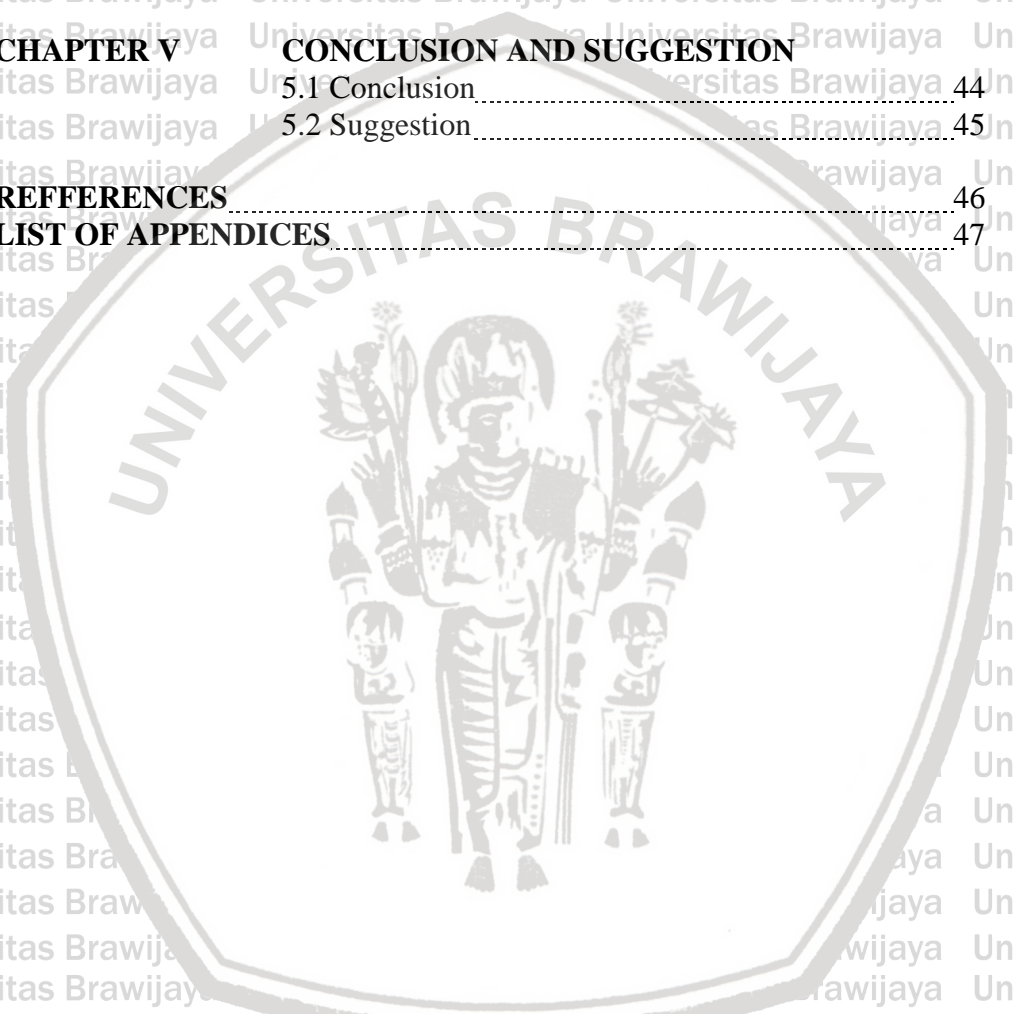 CHAPTER V CONCLUSION AND SUGGESTION
5.1 Conclusion 44
5.2 Suggestion 45
REFFERENCES 46
LIST OF APPENDICES 47
UNIVERSITAS BRAWIJAYA